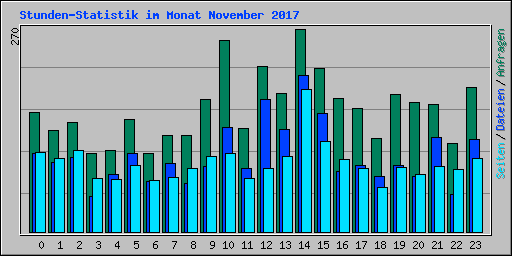 Stunden-Statistik im Monat November 2017
270
Seiten / Dateien / Anfragen
0 1 2 3 4 5 6 7 8 9 10 11 12 13 14 15 16 17 18 19 20 21 22 23